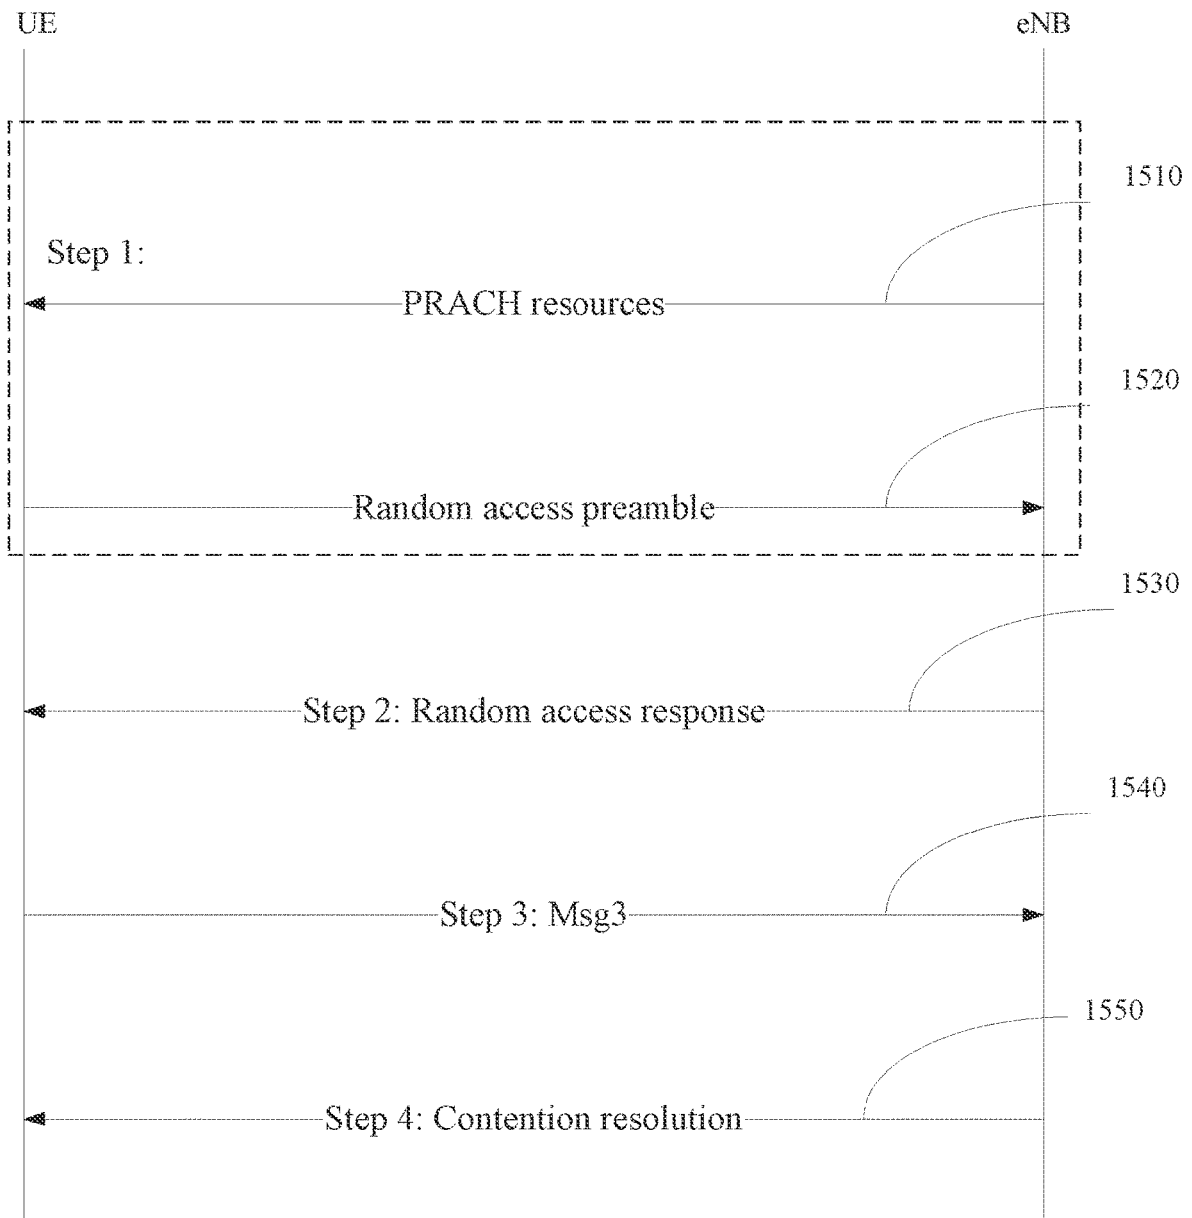 UE
eNB
1510
Step 1:
PRACH resources
1520
Random access preamble
1530
Step 2: Random access response
1540
Step 3: Msg3
1550
Step 4: Contention resolution